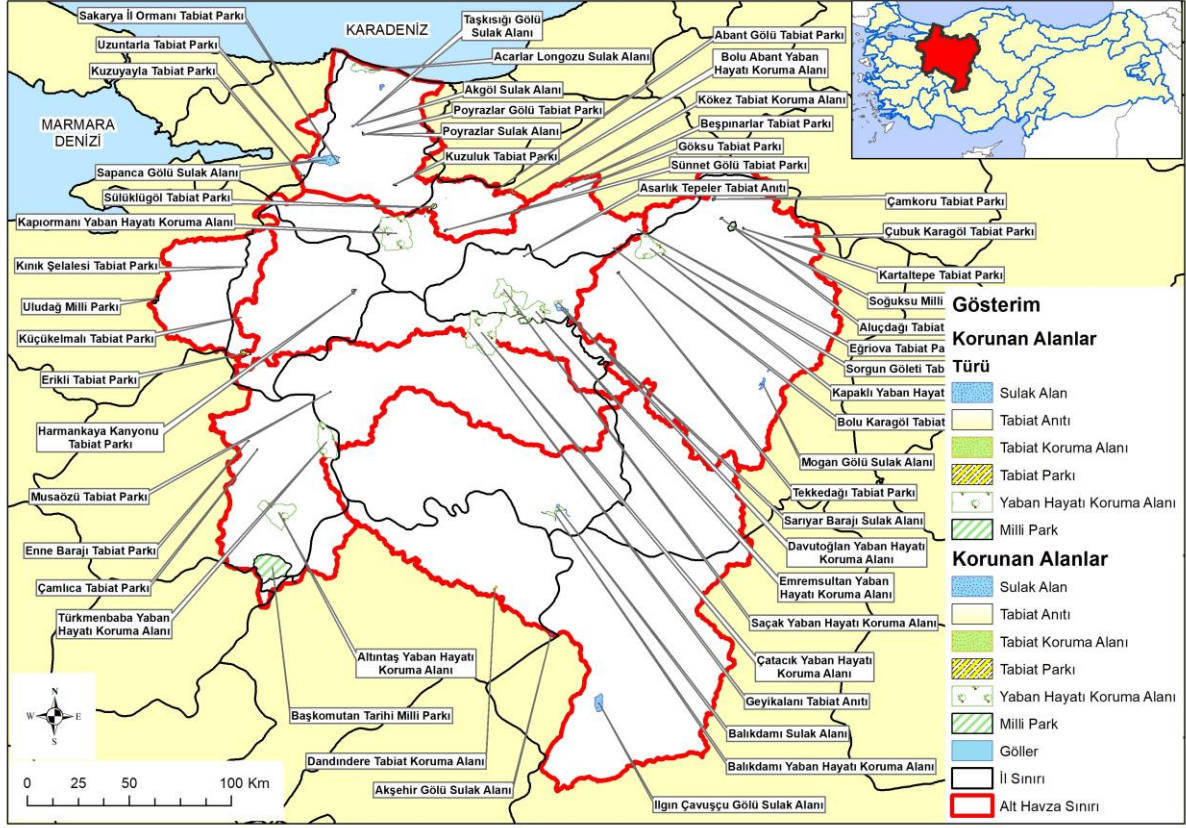 Sakarya İl Ormanı Tabiat Parkı
Uzuntarla Tabiat Parkı
Kuzuyayla Tabiat Parkı
KARADENİZ
Taşkısığı Gölü
Sulak Alanı
Acarlar Longozu Sulak Alanı
Akgöl Sulak Alanı
Poyrazlar Gölü Tabiat Parkı
Poyrazlar Sulak Alanı
Kuzuluk Tabiat Parkı
Abant Gölü Tabiat Parkı
Bolu Abant Yaban
Hayatı Koruma Alanı
Kökez Tabiat Koruma Alanı
Beşpınarlar Tabiat Parkı
Göksu Tabiat Parkı
Sünnet Gölü Tabiat Parkı
Asarlık Tepeler Tabiat Anıtı
MARMARA
DENİZİ
Sapanca Gölü Sulak Alanı
Sülüklügöl Tabiat Parkı
Kapıormanı Yaban Hayatı Koruma Alanı
Kınık Şelalesi Tabiat Parkı
Uludağ Milli Parkı
Küçükelmalı Tabiat Parkı
Erikli Tabiat Parkı
Harmankaya Kanyonu
Tabiat Parkı
Musaözü Tabiat Parkı
Enne Barajı Tabiat Parkı
Çamlıca Tabiat Parkı
Türkmenbaba Yaban
Hayatı Koruma Alanı
Altıntaş Yaban Hayatı
Koruma Alanı
Başkomutan Tarihi Milli Parkı
Dandındere Tabiat Koruma Alanı
Akşehir Gölü Sulak Alanı
Ilgın Çavuşçu Gölü Sulak Alanı
Çamkoru Tabiat Parkı
Çubuk Karagöl Tabiat Parkı
Kartaltepe Tabiat Parkı
Soğuksu Milli
Aluçdağı Tabiat
Eğriova Tabiat Pa
Sorgun Göleti Tab
Kapaklı Yaban Hayat
Bolu Karagöl Tabiat
Mogan Gölü Sulak Alanı
Tekkedağı Tabiat Parkı
Sarıyar Barajı Sulak Alanı
Davutoğlan Yaban Hayatı
Koruma Alanı
Emremsultan Yaban
Hayatı Koruma Alanı
Saçak Yaban Hayatı Koruma Alanı
Çatacık Yaban Hayatı
Koruma Alanı
Geyikalanı Tabiat Anıtı
Balıkdamı Sulak Alanı
Balıkdamı Yaban Hayatı Koruma Alanı
Gösterim
Korunan Alanlar
Türü
Sulak Alan
Tabiat Anıtı
Tabiat Koruma Alanı
Tabiat Parkı
Yaban Hayatı Koruma Alanı
Milli Park
Korunan Alanlar
Sulak Alan
Tabiat Anıtı
Tabiat Koruma Alanı
Tabiat Parkı
Yaban Hayatı Koruma Alanı
Milli Park
Göller
İl Sınırı
Alt Havza Sınırı
N
W E
S
0 25 50 100 Km